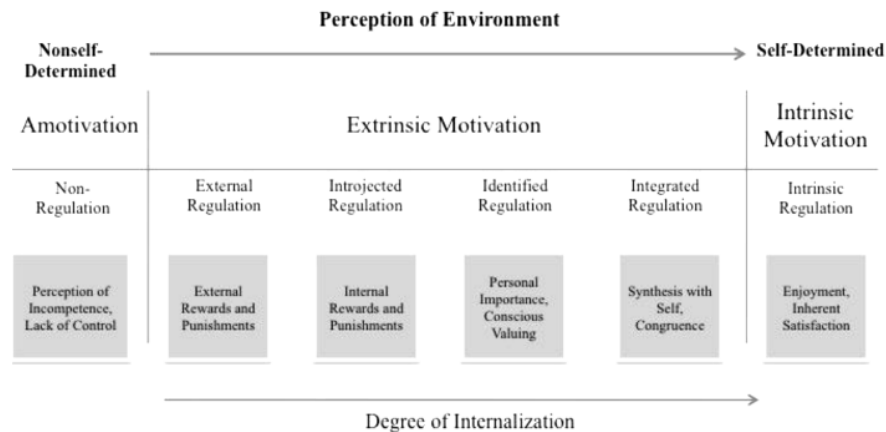 Perception of Environment
Nonself-
Determined
Self-Determined
Amotivation
Extrinsic Motivation
Intrinsic
Motivation
Non-
Regulation
External
Regulation
Introjected
Regulation
Identified
Regulation
Integrated
Regulation
Intrinsic
Regulation
Perception of
Incompetence,
Lack of Control
External
Rewards and
Punishments
Internal
Rewards and
Punishments
Personal
Importance,
Conscious
Valuing
Synthesis with
Self,
Congruence
Enjoyment,
Inherent
Satisfaction
Degree of Internalization